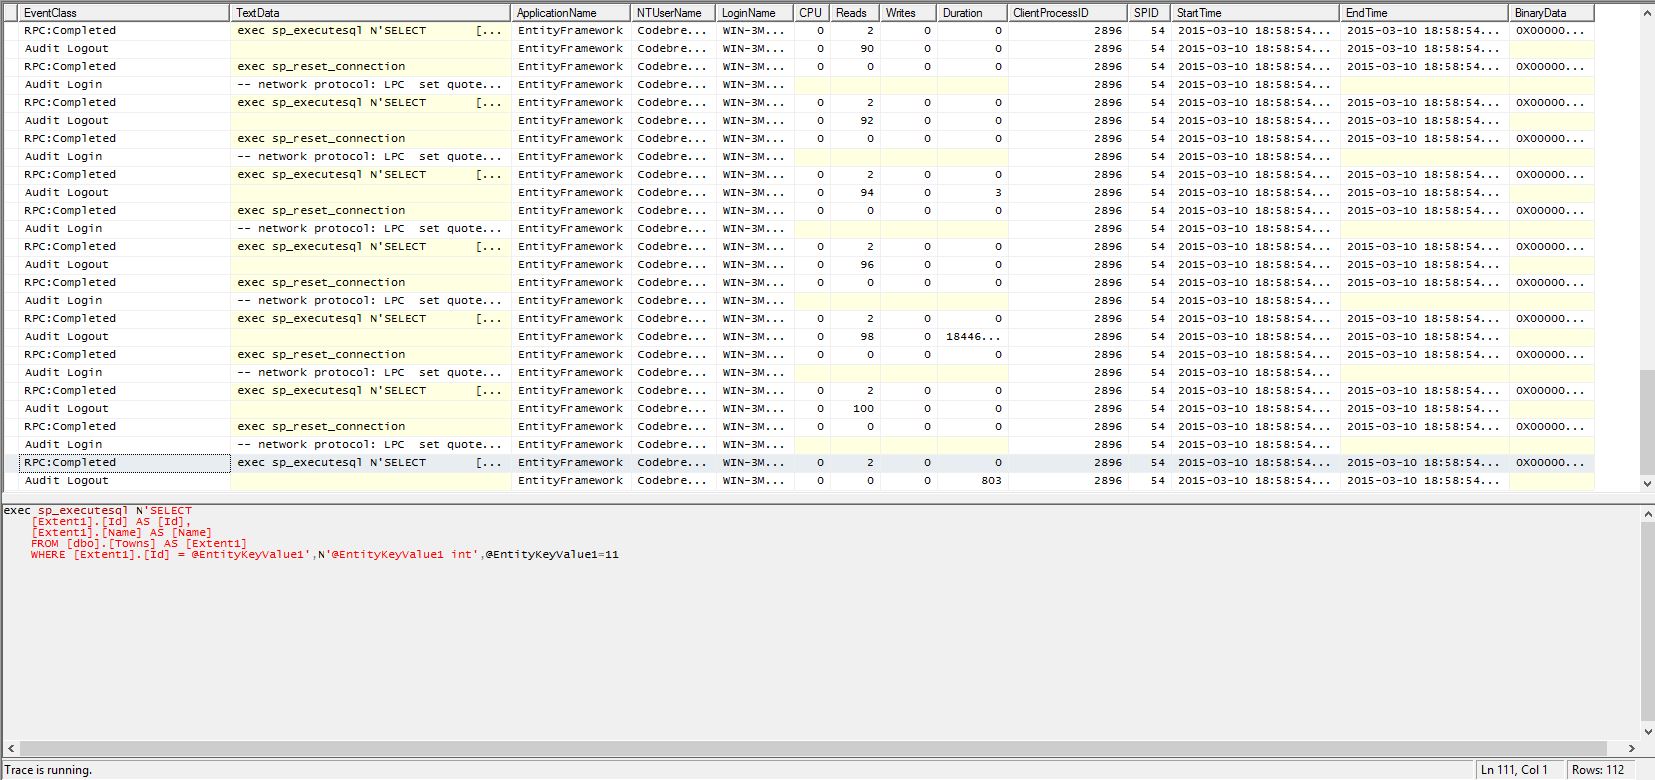 EventClass TextData ApplicationName NTUserName LoginName CPU Reads Writes Duration ClientProcessID SPID StartTime EndTime BinaryData
RPC:Completed exec sp_executesql N'SELECT [... EntityFramework Codebre... WIN-3M... 0 2 0 0 2896 54 2015-03-10 18:58:54... 2015-03-10 18:58:54... 0X00000...
Audit Logout EntityFramework Codebre... WIN-3M... 0 90 0 0 2896 54 2015-03-10 18:58:54... 2015-03-10 18:58:54...
RPC:Completed exec sp_reset_connection EntityFramework Codebre... WIN-3M... 0 0 0 0 2896 54 2015-03-10 18:58:54... 2015-03-10 18:58:54... 0X00000...
Audit Login -- network protocol: LPC set quote... EntityFramework Codebre... WIN-3M... 2896 54 2015-03-10 18:58:54...
RPC:Completed exec sp_executesql N'SELECT [... EntityFramework Codebre... WIN-3M... 0 2 0 0 2896 54 2015-03-10 18:58:54... 2015-03-10 18:58:54... 0X00000...
Audit Logout EntityFramework Codebre... WIN-3M... 0 92 0 0 2896 54 2015-03-10 18:58:54... 2015-03-10 18:58:54...
RPC:Completed exec sp_reset_connection EntityFramework Codebre... WIN-3M... 0 0 0 0 2896 54 2015-03-10 18:58:54... 2015-03-10 18:58:54... 0X00000...
Audit Login -- network protocol: LPC set quote... EntityFramework Codebre... WIN-3M... 2896 54 2015-03-10 18:58:54...
RPC:Completed exec sp_executesql N'SELECT [... EntityFramework Codebre... WIN-3M... 0 2 0 0 2896 54 2015-03-10 18:58:54... 2015-03-10 18:58:54... 0X00000...
Audit Logout EntityFramework Codebre... WIN-3M... 0 94 0 3 2896 54 2015-03-10 18:58:54... 2015-03-10 18:58:54...
RPC:Completed exec sp_reset_connection EntityFramework Codebre... WIN-3M... 0 0 0 0 2896 54 2015-03-10 18:58:54... 2015-03-10 18:58:54... 0X00000...
Audit Login -- network protocol: LPC set quote... EntityFramework Codebre... WIN-3M... 2896 54 2015-03-10 18:58:54...
RPC:Completed exec sp_executesql N'SELECT [... EntityFramework Codebre... WIN-3M... 0 2 0 0 2896 54 2015-03-10 18:58:54... 2015-03-10 18:58:54... 0X00000...
Audit Logout EntityFramework Codebre... WIN-3M... 0 96 0 0 2896 54 2015-03-10 18:58:54... 2015-03-10 18:58:54...
RPC:Completed exec sp_reset_connection EntityFramework Codebre... WIN-3M... 0 0 0 0 2896 54 2015-03-10 18:58:54... 2015-03-10 18:58:54... 0X00000...
Audit Login -- network protocol: LPC set quote... EntityFramework Codebre... WIN-3M... 2896 54 2015-03-10 18:58:54...
RPC:Completed exec sp_executesql N'SELECT [... EntityFramework Codebre... WIN-3M... 0 2 0 0 2896 54 2015-03-10 18:58:54... 2015-03-10 18:58:54... 0X00000...
Audit Logout EntityFramework Codebre... WIN-3M... 0 98 0 18446... 2896 54 2015-03-10 18:58:54... 2015-03-10 18:58:54...
RPC:Completed exec sp_reset_connection EntityFramework Codebre... WIN-3M... 0 0 0 0 2896 54 2015-03-10 18:58:54... 2015-03-10 18:58:54... 0X00000...
Audit Login -- network protocol: LPC set quote... EntityFramework Codebre... WIN-3M... 2896 54 2015-03-10 18:58:54...
RPC:Completed exec sp_executesql N'SELECT [... EntityFramework Codebre... WIN-3M... 0 2 0 0 2896 54 2015-03-10 18:58:54... 2015-03-10 18:58:54... 0X00000...
Audit Logout EntityFramework Codebre... WIN-3M... 0 100 0 0 2896 54 2015-03-10 18:58:54... 2015-03-10 18:58:54...
RPC:Completed exec sp_reset_connection EntityFramework Codebre... WIN-3M... 0 0 0 0 2896 54 2015-03-10 18:58:54... 2015-03-10 18:58:54... 0X00000...
Audit Login -- network protocol: LPC set quote... EntityFramework Codebre... WIN-3M... 2896 54 2015-03-10 18:58:54...
RPC:Completed exec sp_executesql N'SELECT [... EntityFramework Codebre... WIN-3M... 0 2 0 0 2896 54 2015-03-10 18:58:54... 2015-03-10 18:58:54... 0X00000...
Audit Logout EntityFramework Codebre... WIN-3M... 0 0 0 803 2896 54 2015-03-10 18:58:54... 2015-03-10 18:58:54...
exec sp_executesql N'SELECT
[Extent1].[Id] AS [Id],
[Extent1].[Name] AS [Name]
FROM [dbo].[Towns] AS [Extent1]
WHERE [Extent1].[Id] = @EntityKeyValue1',N'@EntityKeyValue1 int',@EntityKeyValue1=11
Trace is running. Ln 111, Col 1 Rows: 112